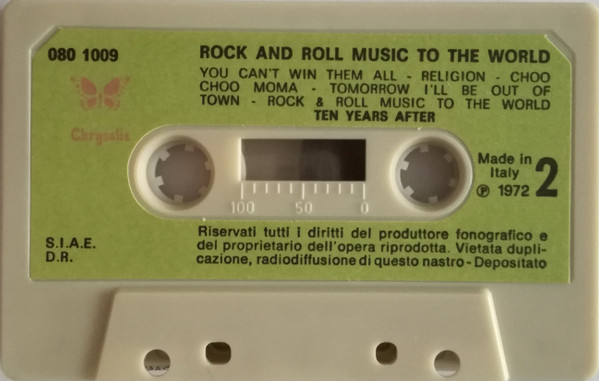 080 1009
ROCK AND ROLL MUSIC TO THE WORLD
YOU CAN'T WIN THEM ALL - RELIGION - CHOO
CHOO MOMA - TOMORROW I'LL BE OUT OF
TOWN - ROCK & ROLL MUSIC TO THE WORLD
TEN YEARS AFTER
Chrysalis
Made in
Italy
℗ 1972
2
100 50 0
S.I.A.E.
D.R.
Riservati tutti i diritti del produttore fonografico e
del proprietario dell'opera riprodotta. Vietata dupli-
cazione, radiodiffusione di questo nastro - Depositato